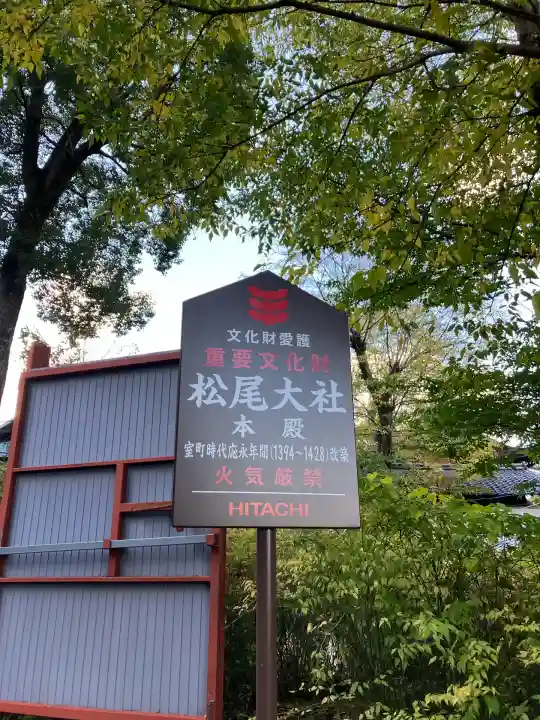 文化財愛護
重要文化財
松尾大社
本殿
室町時代応永年間(1394~1428)改築
火気厳禁
HITACHI